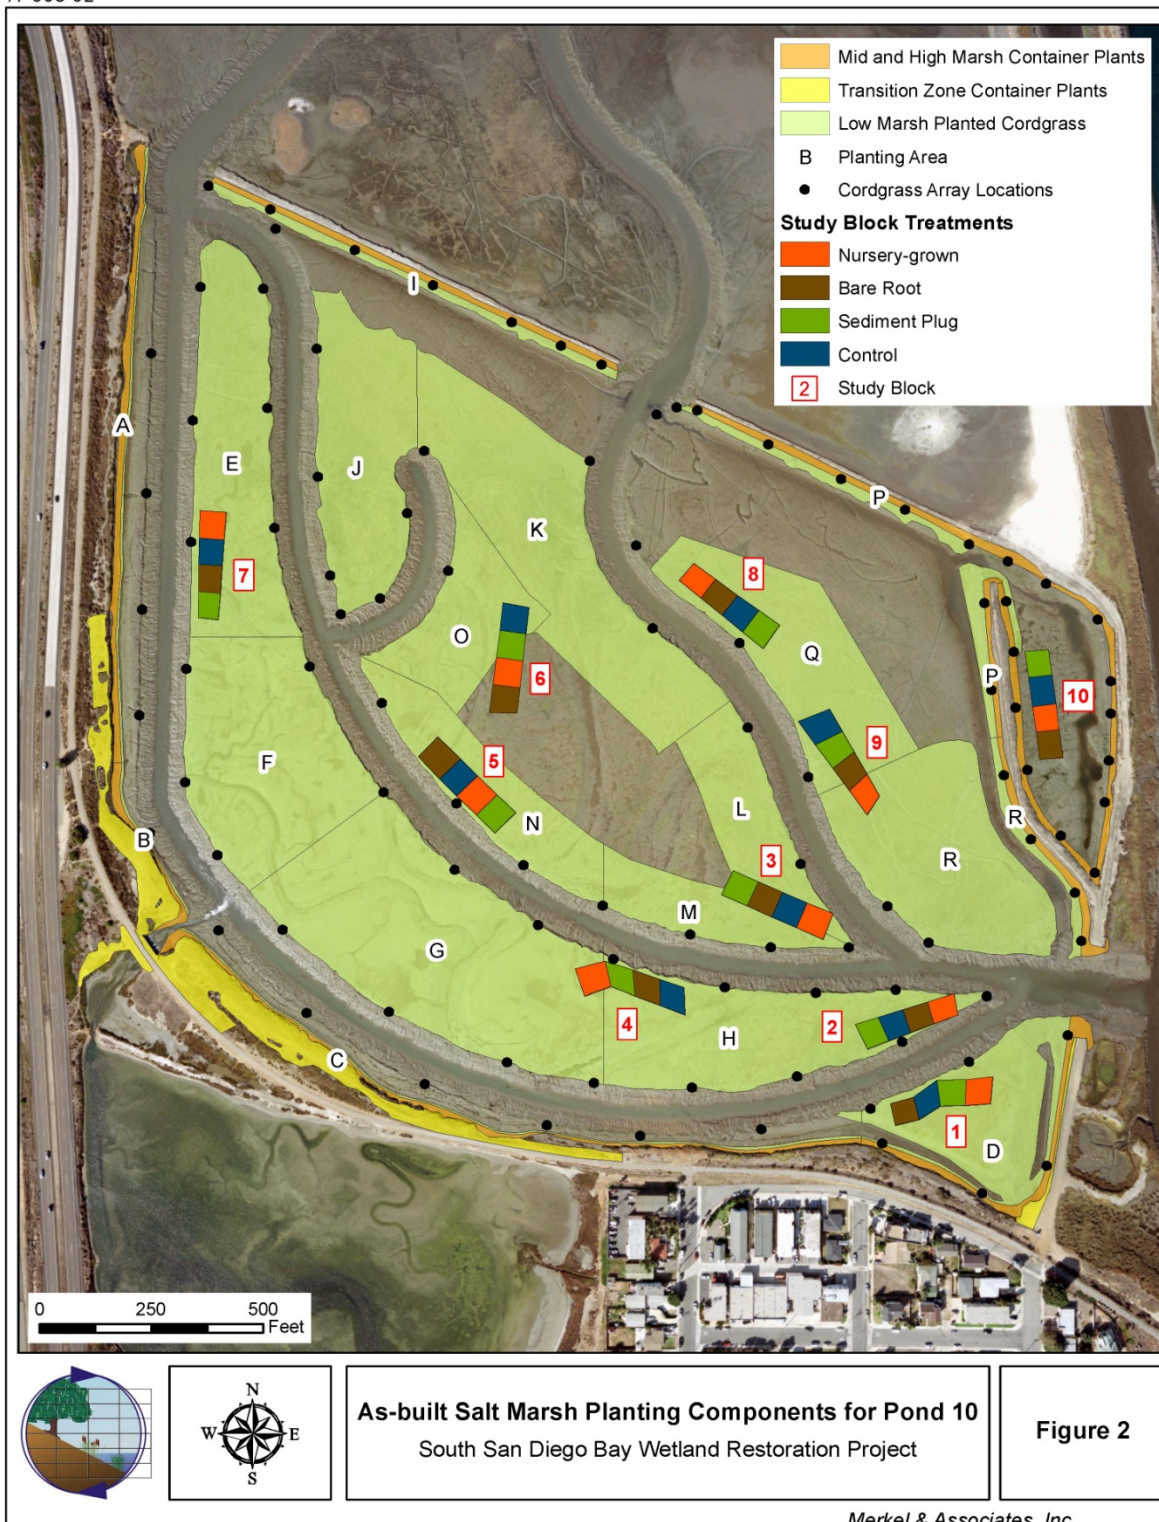 Mid and High Marsh Container Plants
Transition Zone Container Plants
Low Marsh Planted Cordgrass
B Planting Area
Cordgrass Array Locations
Study Block Treatments
Nursery-grown
Bare Root
Sediment Plug
Control
2 Study Block
I
A
E
J
K
P
7
8
O
Q
6
P
10
5
9
F
N
L
R
B
3
R
M
G
4
2
H
C
1
D
0 250 500
Feet
N
W E
S
As-built Salt Marsh Planting Components for Pond 10
South San Diego Bay Wetland Restoration Project
Figure 2
Merkel & Associates, Inc.